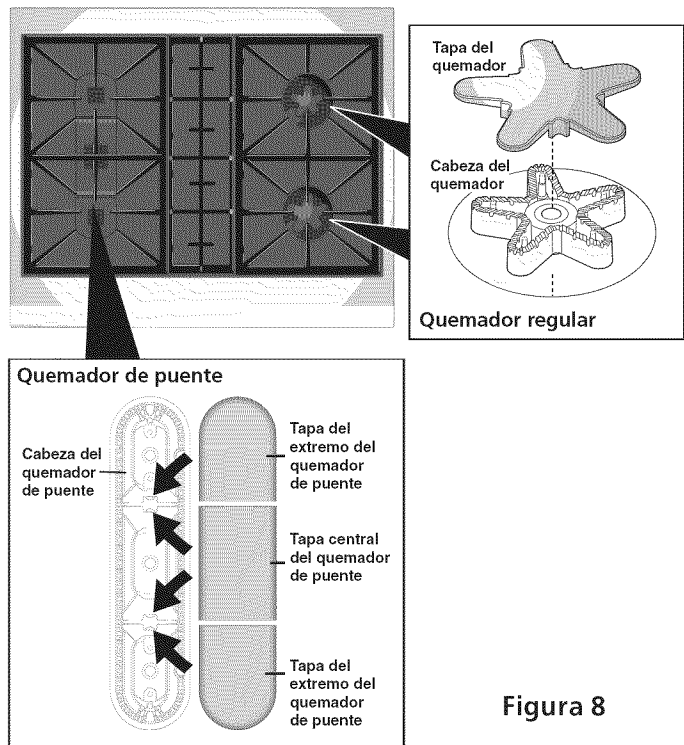 Tapa del
quemador
Cabeza del
quemador
Quemador regular
Quemador de puente
Cabeza del
quemador
de puente
Tapa del
extremo del
quemador
de puente
Tapa central
del quemador
de puente
Tapa del
extremo del
quemador
de puente
Figura 8